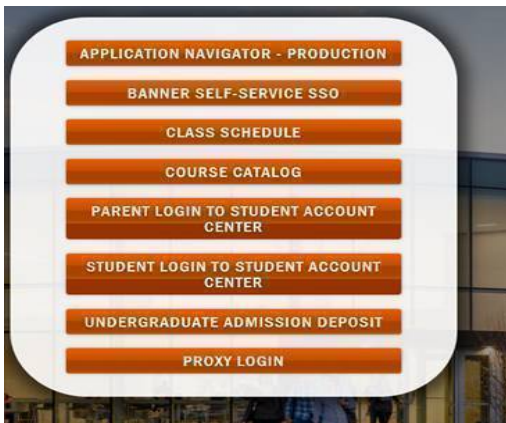 APPLICATION NAVIGATOR - PRODUCTION
BANNER SELF-SERVICE SSO
CLASS SCHEDULE
COURSE CATALOG
PARENT LOGIN TO STUDENT ACCOUNT
CENTER
STUDENT LOGIN TO STUDENT ACCOUNT
CENTER
UNDERGRADUATE ADMISSION DEPOSIT
PROXY LOGIN